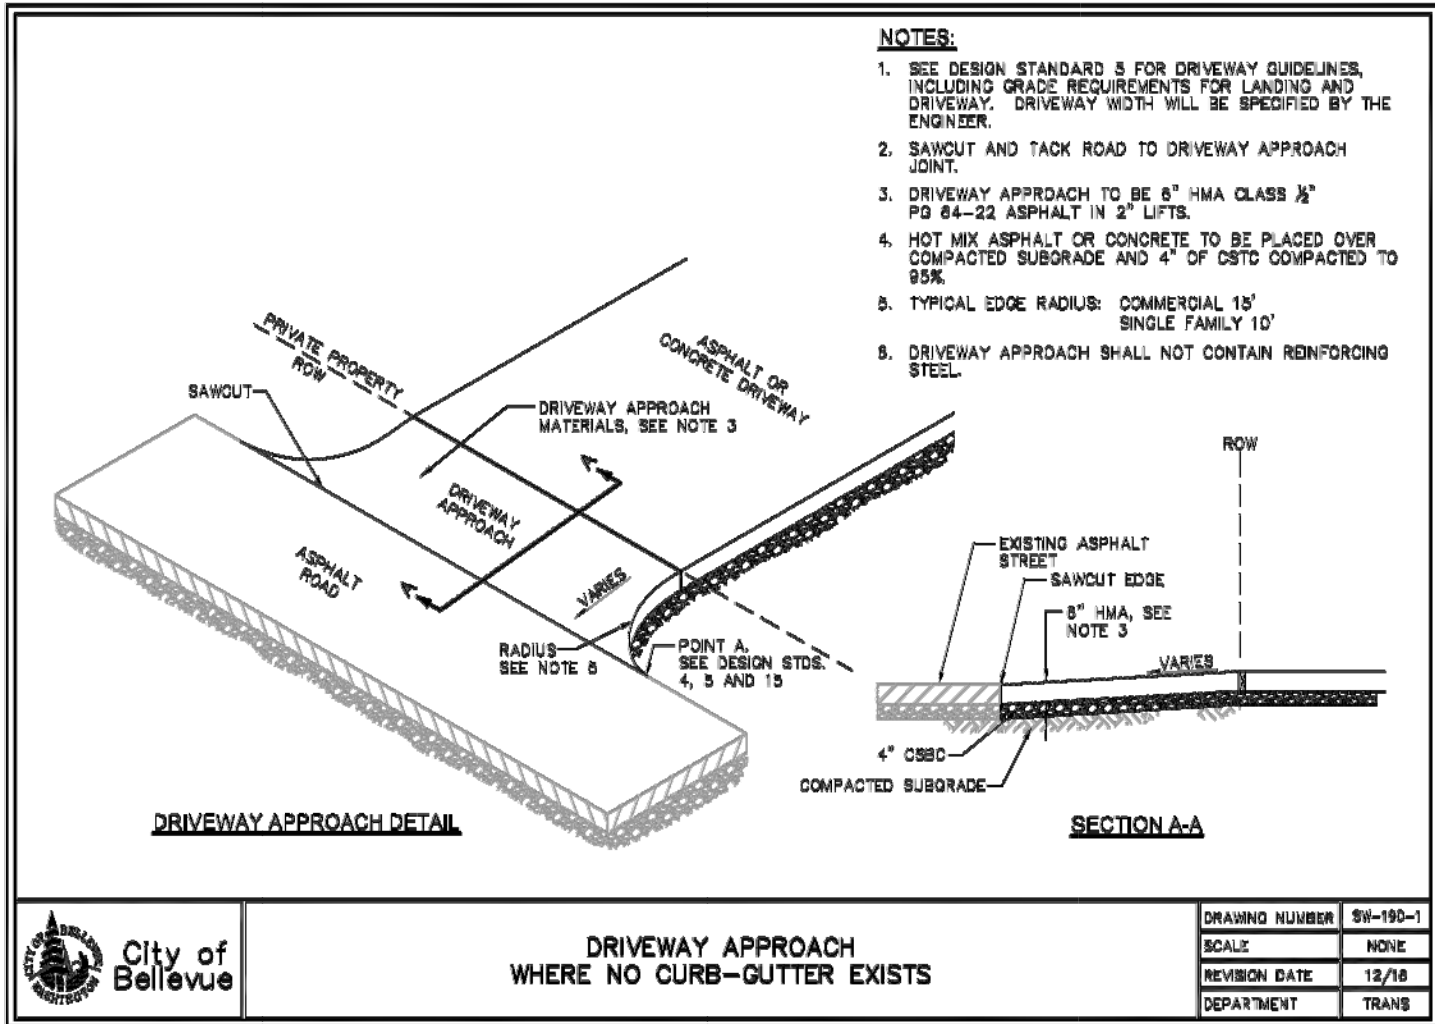 NOTES:
1. SEE DESIGN STANDARD 5 FOR DRIVEWAY GUIDELINES,
INCLUDING GRADE REQUIREMENTS FOR LANDING AND
DRIVEWAY. DRIVEWAY WIDTH WILL BE SPECIFIED BY THE
ENGINEER.
2. SAWCUT AND TACK ROAD TO DRIVEWAY APPROACH
JOINT.
3. DRIVEWAY APPROACH TO BE 6" HMA CLASS ½"
PG 64-22 ASPHALT IN 2" LIFTS.
4. HOT MIX ASPHALT OR CONCRETE TO BE PLACED OVER
COMPACTED SUBGRADE AND 4" OF CSTC COMPACTED TO
95%.
5. TYPICAL EDGE RADIUS: COMMERCIAL 15'
SINGLE FAMILY 10'
6. DRIVEWAY APPROACH SHALL NOT CONTAIN REINFORCING
STEEL.
PRIVATE PROPERTY
ROW
SAWCUT
ASPHALT OR
CONCRETE DRIVEWAY
DRIVEWAY APPROACH
MATERIALS, SEE NOTE 3
A
DRIVEWAY
APPROACH
ASPHALT
ROAD
A
VARIES
RADIUS
SEE NOTE 5
POINT A,
SEE DESIGN STDS.
4, 5 AND 15
DRIVEWAY APPROACH DETAIL
ROW
EXISTING ASPHALT
STREET
SAWCUT EDGE
6" HMA, SEE
NOTE 3
VARIES
4" CSBC
COMPACTED SUBGRADE
SECTION A-A
CITY OF BELLEVUE
WASHINGTON
City of
Bellevue
DRIVEWAY APPROACH
WHERE NO CURB-GUTTER EXISTS
DRAWING NUMBER SW-190-1
SCALE NONE
REVISION DATE 12/16
DEPARTMENT TRANS